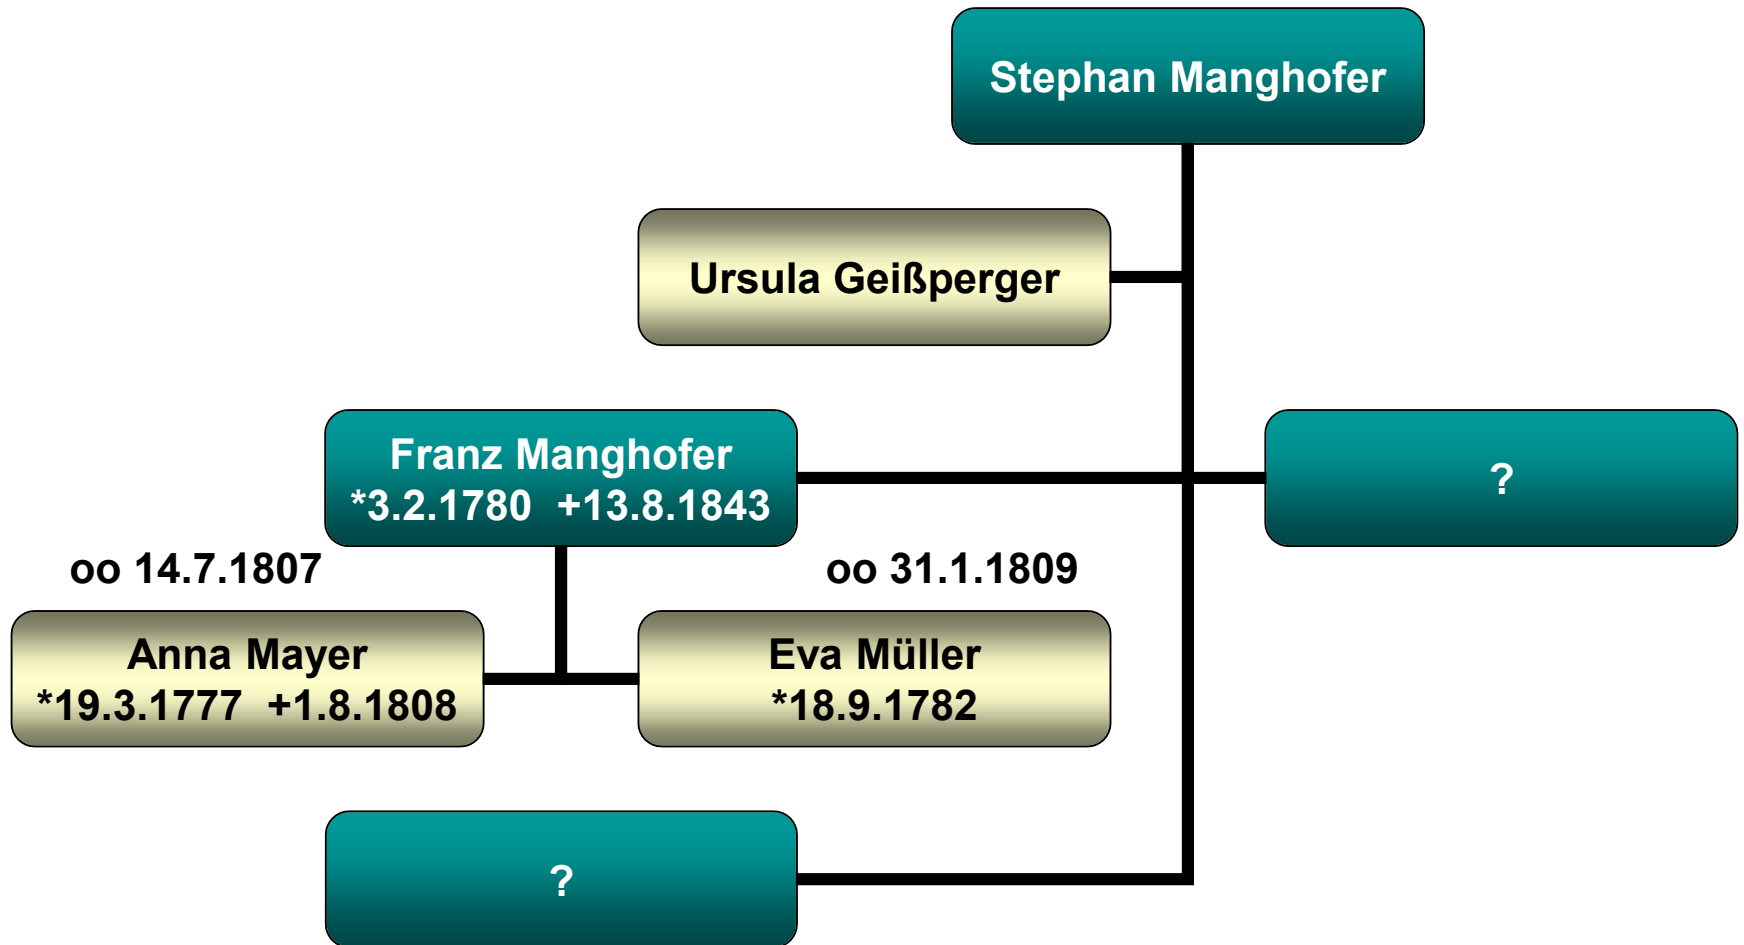 Stephan Manghofer
Ursula Geißperger
Franz Manghofer
*3.2.1780 +13.8.1843
?
oo 14.7.1807
oo 31.1.1809
Anna Mayer
*19.3.1777 +1.8.1808
Eva Müller
*18.9.1782
?